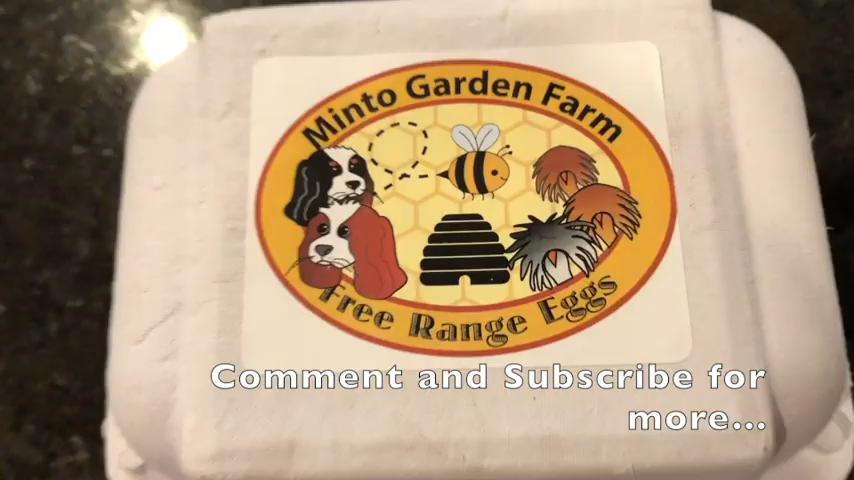 Minto Garden Farm
Free Range Eggs
Comment and Subscribe for
more...